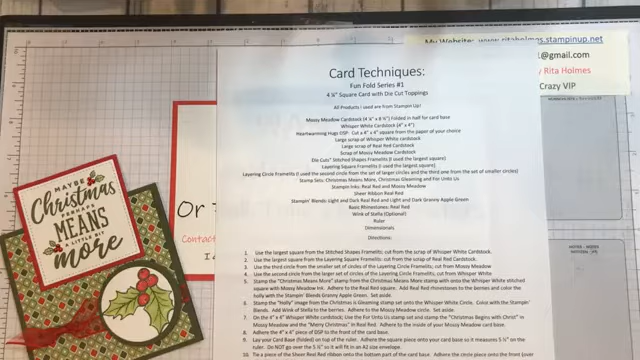 My Website: www.ritaholmes.stampinup.net
@gmail.com
Rita Holmes
Crazy VIP
Card Techniques:
Fun Fold Series #1
4 ¼" Square Card with Die Cut Toppings
All Products I used are from Stampin Up!
Mossy Meadow Cardstock (4 ¼" x 8 ½") Folded in half for card base
Whisper White Cardstock (4" x 4")
Heartwarming Hugs DSP: Cut a 4" x 4" square from the paper of your choice
Large scrap of Whisper White cardstock
Large scrap of Real Red Cardstock
Scrap of Mossy Meadow Cardstock
Die Cuts" Stitched Shapes Framelits (I used the largest square)
Layering Square Framelits (I used the largest square)
Layering Circle Framelits (I used the second circle from the set of larger circles and the third one from the set of smaller circles)
Stamp Sets: Christmas Means More, Christmas Gleaming and For Unto Us
Stampin Inks: Real Red and Mossy Meadow
Sheer Ribbon Real Red
Stampin' Blends: Light and Dark Real Red and Light and Dark Granny Apple Green
Basic Rhinestones: Real Red
Wink of Stella (Optional)
Ruler
Dimensionals
Directions:
1. Use the largest square from the Stitched Shapes Framelits; cut from the scrap of Whisper White Cardstock.
2. Use the largest square from the Layering Square Framelits; cut from the scrap of Real Red Cardstock.
3. Use the third circle from the smaller set of circles of the Layering Circle Framelits; cut from Mossy Meadow
4. Use the second circle from the larger set of circles of the Layering Circle Framelits; cut from Whisper White
5. Stamp the "Christmas Means More" stamp from the Christmas Means More stamp set onto the Whisper White stitched
square with Mossy Meadow Ink. Adhere to the Real Red square. Add Real Red rhinestones to the berries and color the
holly with the Stampin Blends Granny Apple Green. Set aside.
6. Stamp the "Holly" image from the Christmas is Gleaming stamp set onto the Whisper White Circle. Color with the Stampin'
Blends. Add Wink of Stella to the berries. Adhere to the Mossy Meadow circle. Set aside.
7. On the 4" x 4" Whisper White cardstock; Use the For Unto Us stamp set and stamp the "Christmas Begins with Christ" in
Mossy Meadow and the "Merry Christmas" in Real Red. Adhere to the inside of your Mossy Meadow card base.
8. Adhere the 4" x 4" piece of DSP to the front of the card base.
9. Lay your Card Base (Folded) on top of the ruler. Adhere the square piece onto your card base so it measures 5 ½" on the
ruler. Do NOT go over the 5 ½" so it will fit in an A2 size envelope.
10. Tie a piece of the Sheer Real Red ribbon onto the bottom part of the card base. Adhere the circle piece onto the lower
Or
Contact
MAYBE
Christmas
PERHAPS
MEANS
A LITTLE BIT
more